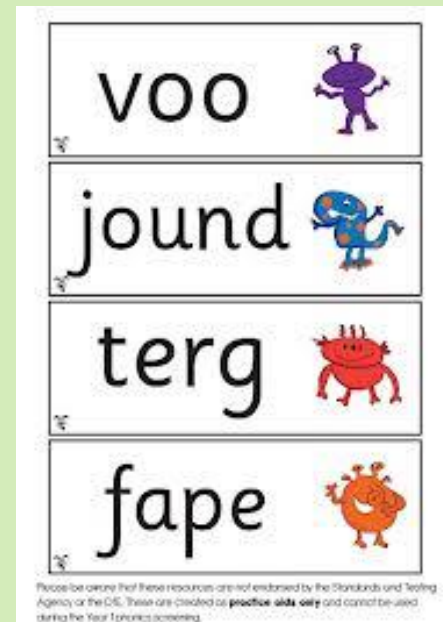 voo
jound
terg
fape
Please be aware that these resources are not endorsed by the Standards and Testing
Agency or the DfE. These are created as practice aids only and cannot be used
during the Year 1 phonics screening.